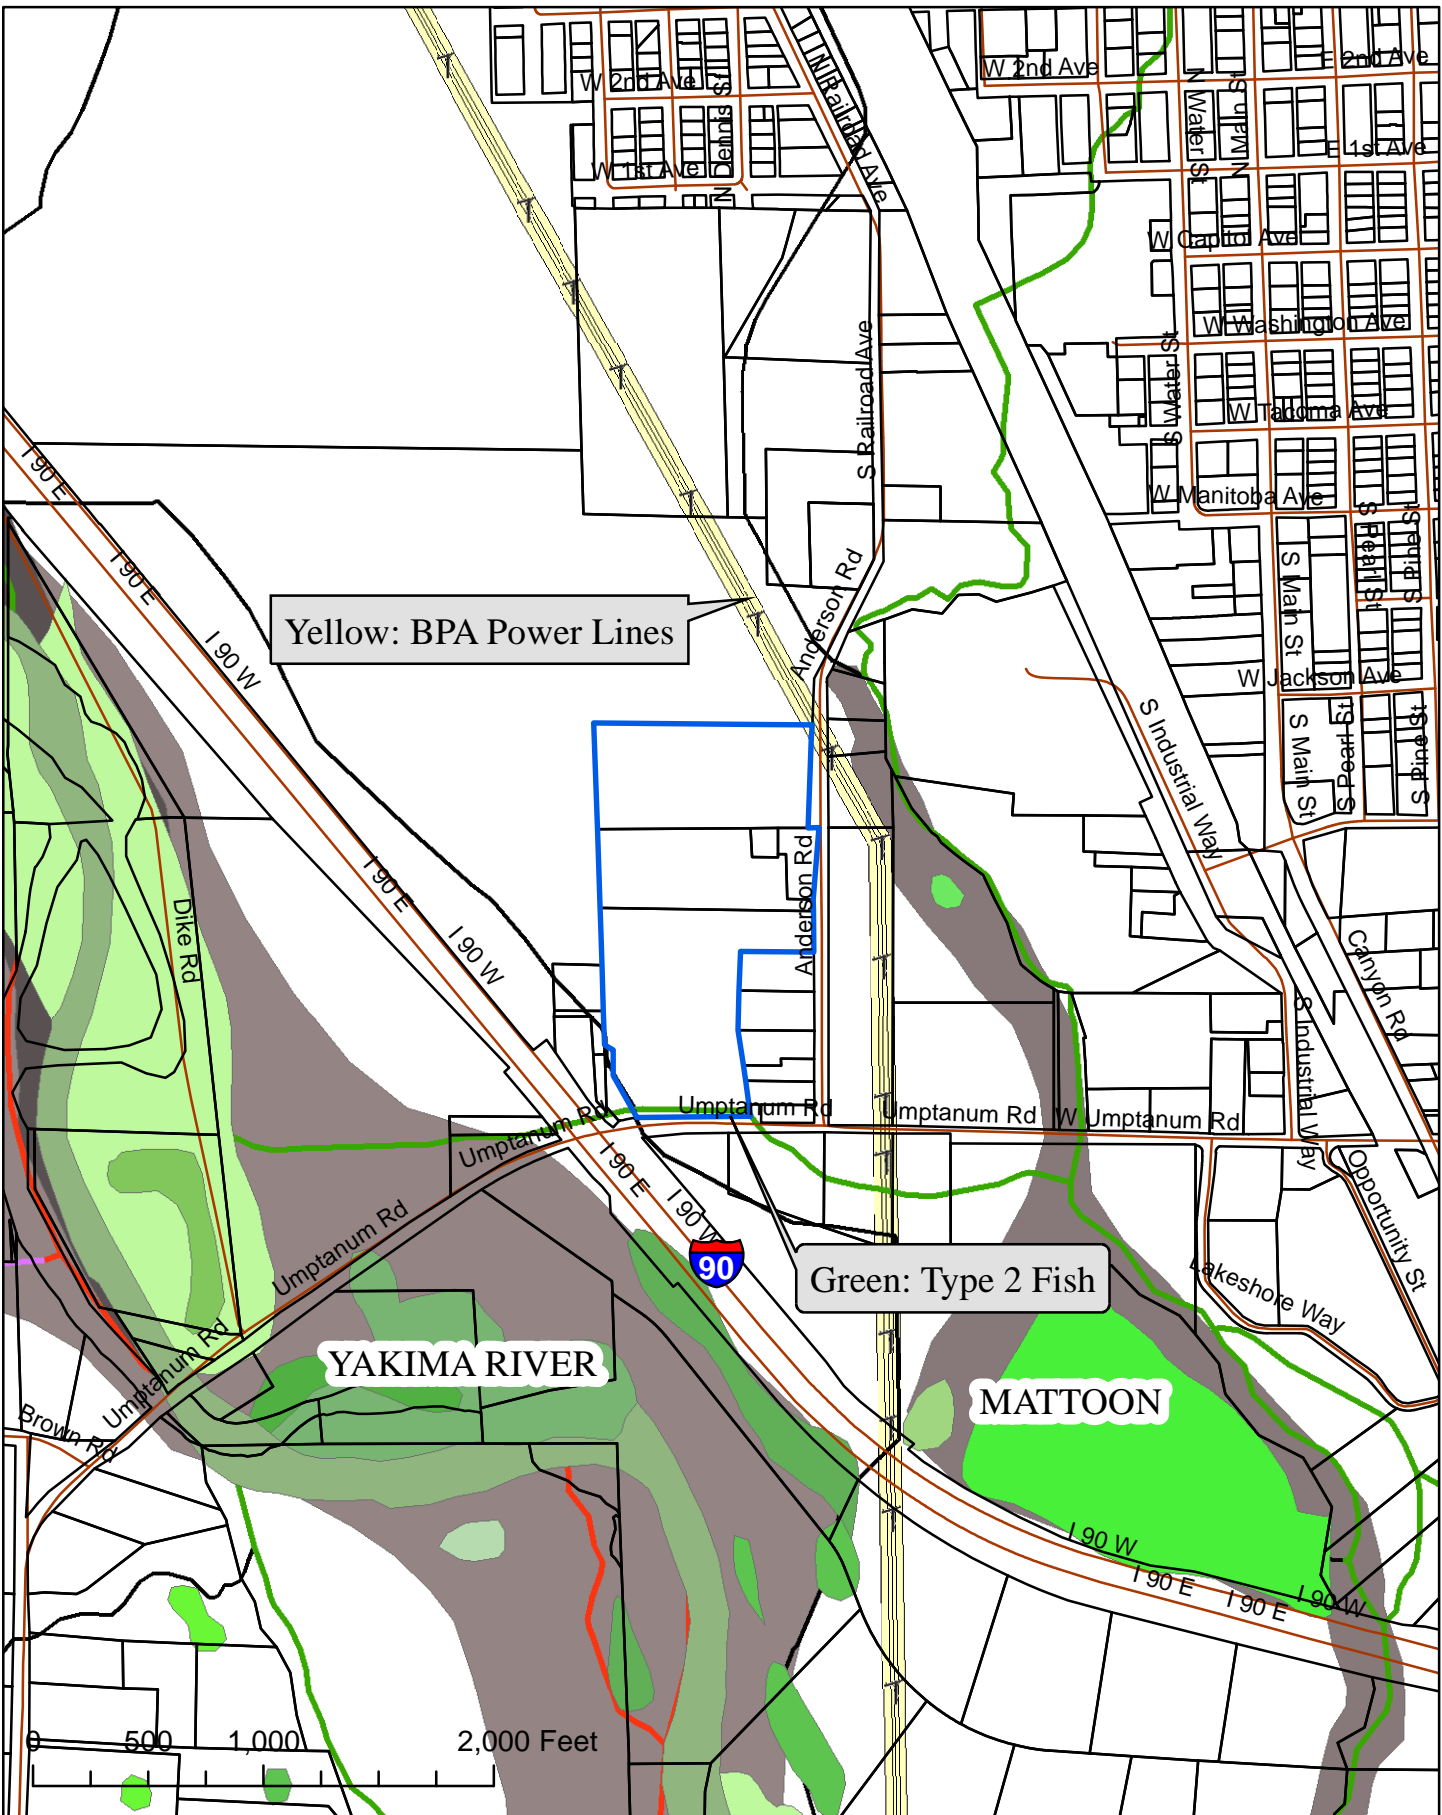 W 2nd Ave
N Dennis St
W 1st Ave
N Railroad Ave
W 2nd Ave
N Water St
N Main St
E 2nd Ave
E 1st Ave
W Capitol Ave
W Washington Ave
S Water St
W Tacoma Ave
W Manitoba Ave
S Railroad Ave
I 90 E
I 90 E
I 90 W
Anderson Rd
S Main St
S Pearl St
S Pine St
Yellow: BPA Power Lines
W Jackson Ave
S Industrial Way
S Main St
S Pearl St
S Pine St
Dike Rd
I 90 E
I 90 W
Anderson Rd
Canyon Rd
S Industrial Way
Umptanum Rd
Umptanum Rd
Umptanum Rd
W Umptanum Rd
I 90 E
I 90 W
Opportunity St
Umptanum Rd
90
Green: Type 2 Fish
Lakeshore Way
Umptanum Rd
YAKIMA RIVER
MATTOON
Brown Rd
I 90 W
I 90 E
I 90 E
I 90 W
0 500 1,000 2,000 Feet